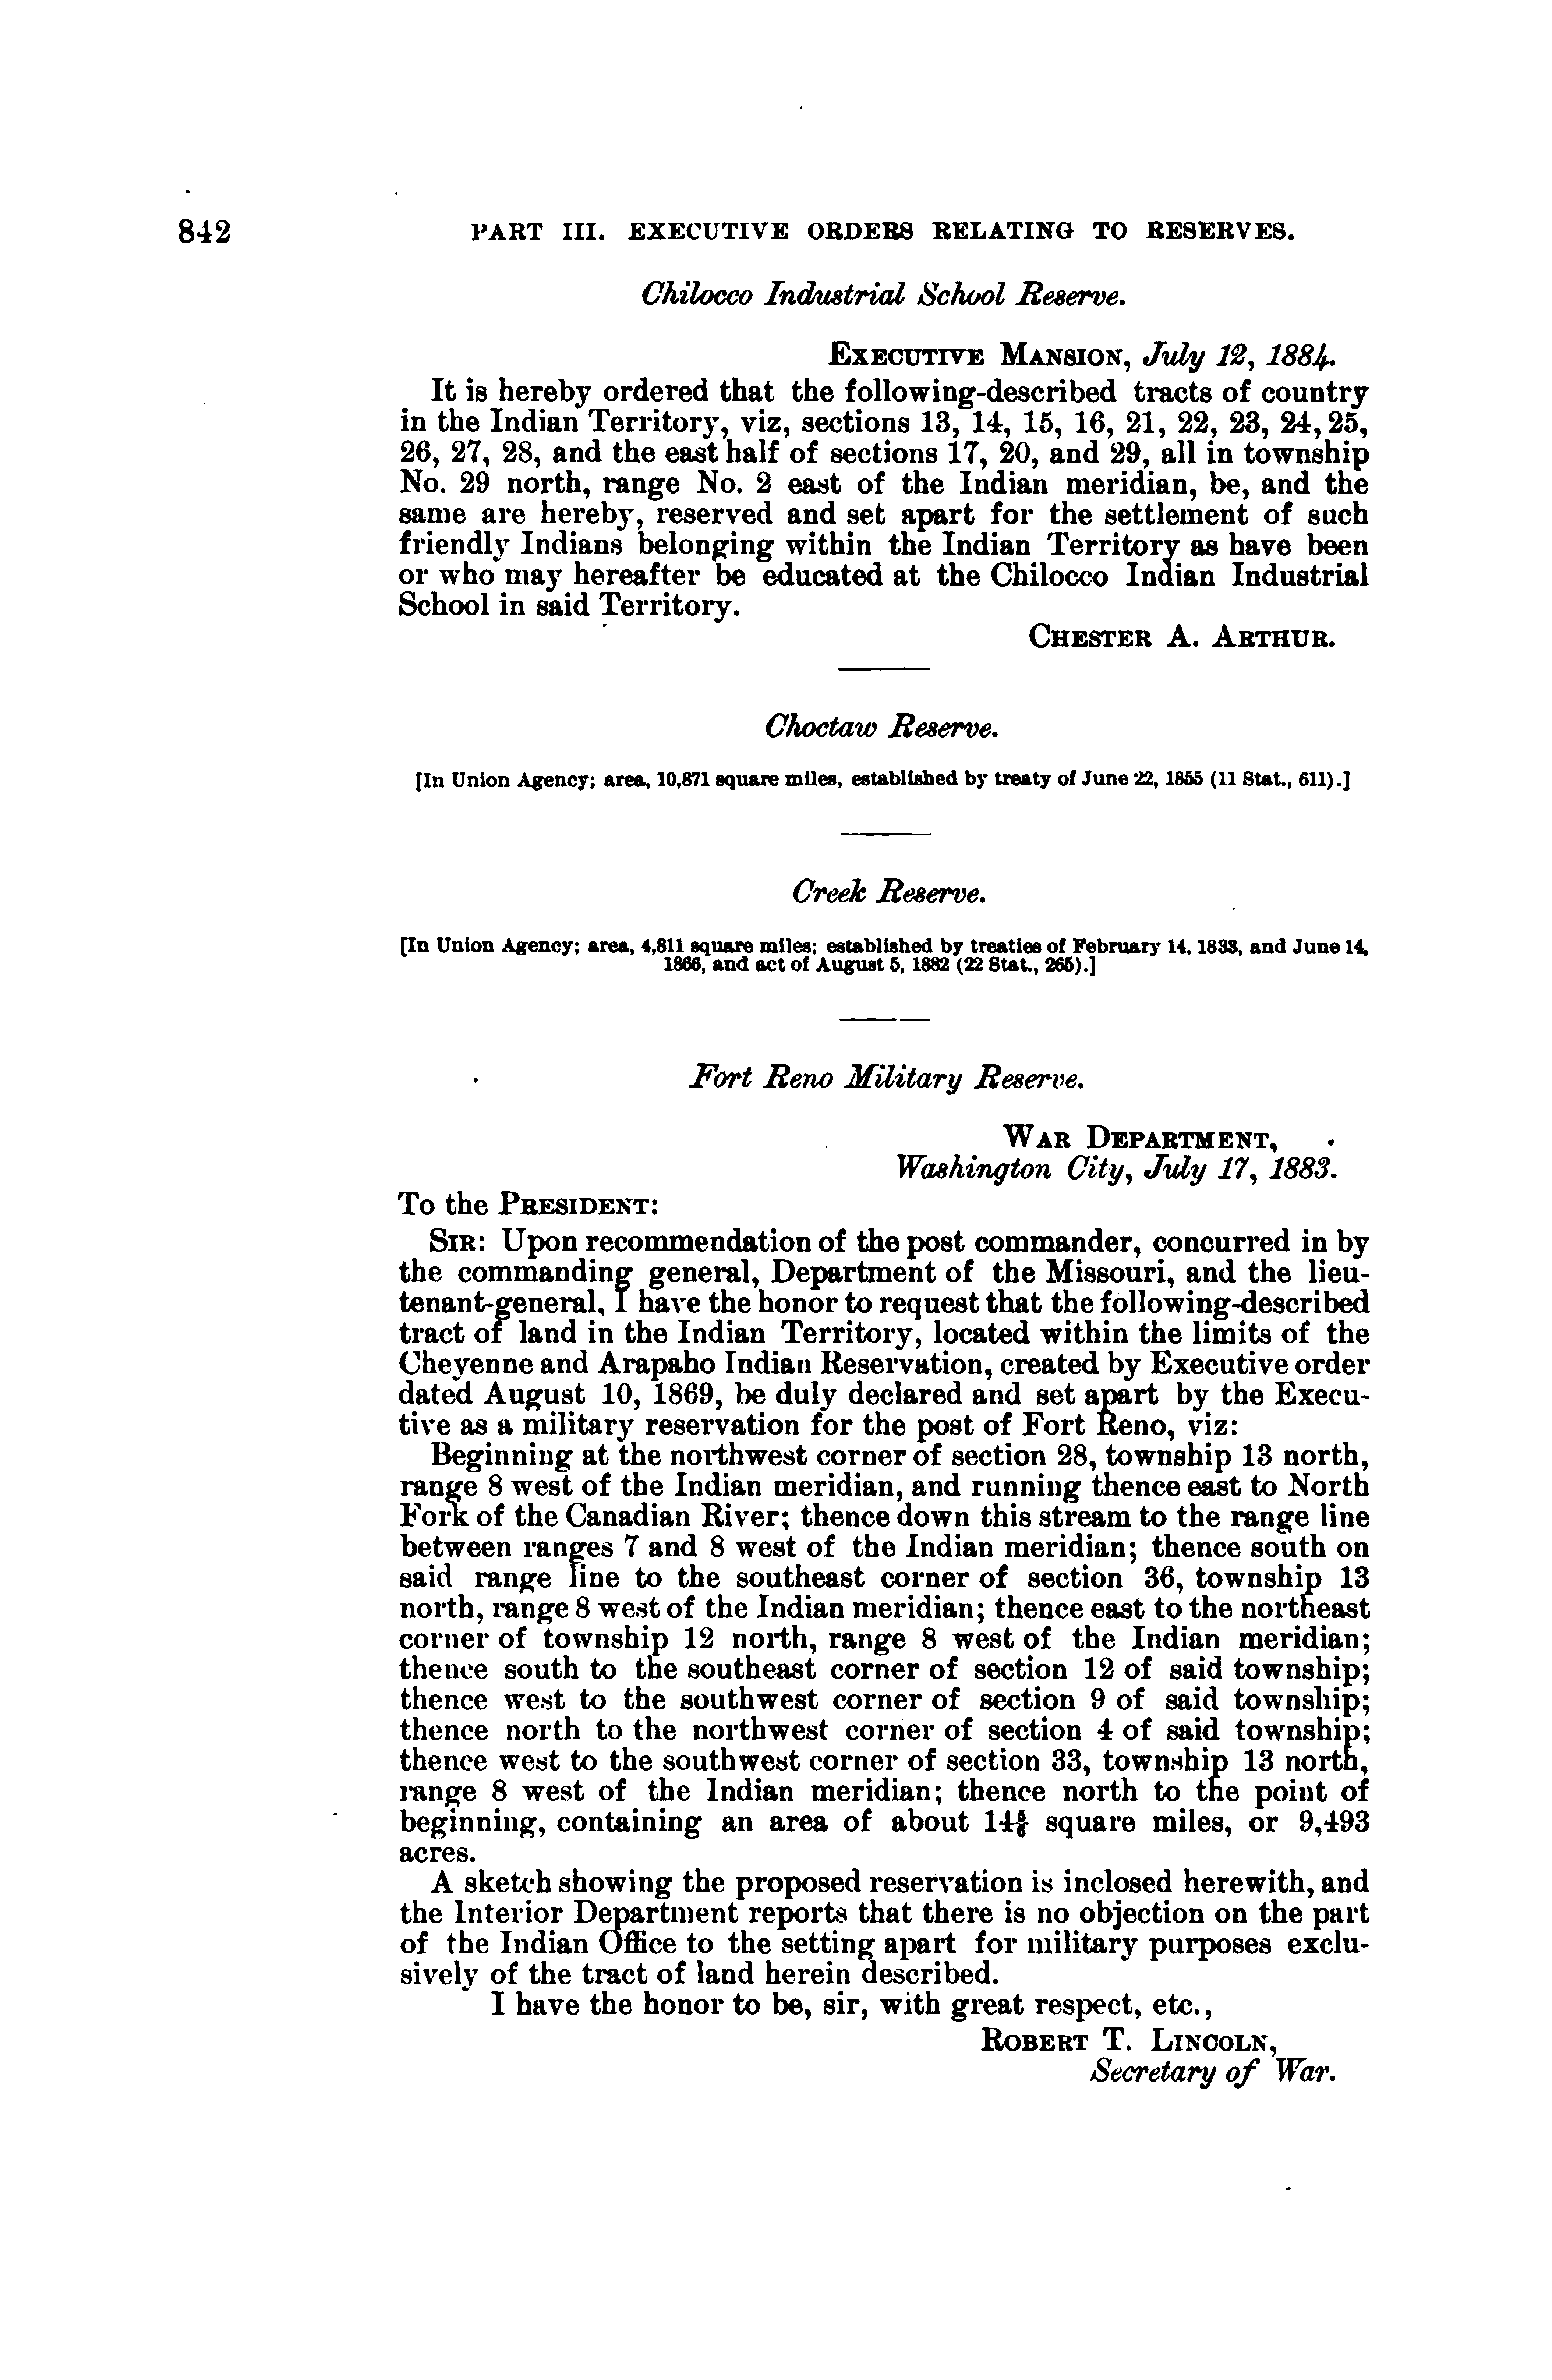 842
PART III. EXECUTIVE ORDERS RELATING TO RESERVES.
Chilocco Industrial School Reserve.
EXECUTIVE MANSION, July 12, 1884.
It is hereby ordered that the following-described tracts of country
in the Indian Territory, viz, sections 13, 14, 15, 16, 21, 22, 23, 24, 25,
26, 27, 28, and the east half of sections 17, 20, and 29, all in township
No. 29 north, range No. 2 east of the Indian meridian, be, and the
same are hereby, reserved and set apart for the settlement of such
friendly Indians belonging within the Indian Territory as have been
or who may hereafter be educated at the Chilocco Indian Industrial
School in said Territory.
CHESTER A. ARTHUR.
Choctaw Reserve.
[In Union Agency; area, 10,871 square miles, established by treaty of June 22, 1855 (11 Stat., 611).]
Creek Reserve.
[In Union Agency; area, 4,811 square miles; established by treaties of February 14, 1833, and June 14,
1866, and act of August 5, 1882 (22 Stat., 265).]
Fort Reno Military Reserve.
WAR DEPARTMENT,
Washington City, July 17, 1883.
To the PRESIDENT:
SIR: Upon recommendation of the post commander, concurred in by
the commanding general, Department of the Missouri, and the lieu-
tenant-general, I have the honor to request that the following-described
tract of land in the Indian Territory, located within the limits of the
Cheyenne and Arapaho Indian Reservation, created by Executive order
dated August 10, 1869, be duly declared and set apart by the Execu-
tive as a military reservation for the post of Fort Reno, viz:
Beginning at the northwest corner of section 28, township 13 north,
range 8 west of the Indian meridian, and running thence east to North
Fork of the Canadian River; thence down this stream to the range line
between ranges 7 and 8 west of the Indian meridian; thence south on
said range line to the southeast corner of section 36, township 13
north, range 8 west of the Indian meridian; thence east to the northeast
corner of township 12 north, range 8 west of the Indian meridian;
thence south to the southeast corner of section 12 of said township;
thence west to the southwest corner of section 9 of said township;
thence north to the northwest corner of section 4 of said township;
thence west to the southwest corner of section 33, township 13 north,
range 8 west of the Indian meridian; thence north to the point of
beginning, containing an area of about square miles, or 9,493
acres.
A sketch showing the proposed reservation is inclosed herewith, and
the Interior Department reports that there is no objection on the part
of the Indian Office to the setting apart for military purposes exclu-
sively of the tract of land herein described.
I have the honor to be, sir, with great respect, etc.,
ROBERT T. LINCOLN,
Secretary of War.